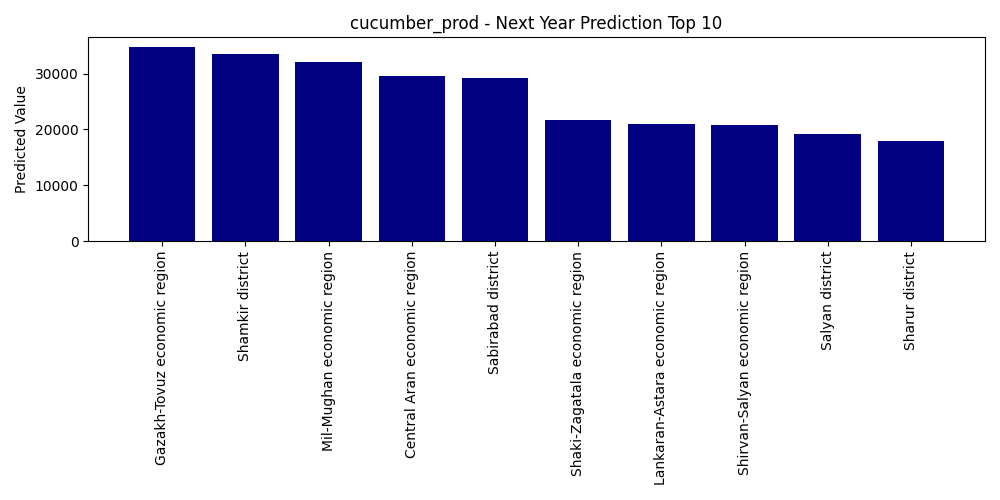 cucumber_prod - Next Year Prediction Top 10
Predicted Value
30000
20000
10000
0
Gazakh-Tovuz economic region
Shamkir district
Mil-Mughan economic region
Central Aran economic region
Sabirabad district
Shaki-Zagatala economic region
Lankaran-Astara economic region
Shirvan-Salyan economic region
Salyan district
Sharur district